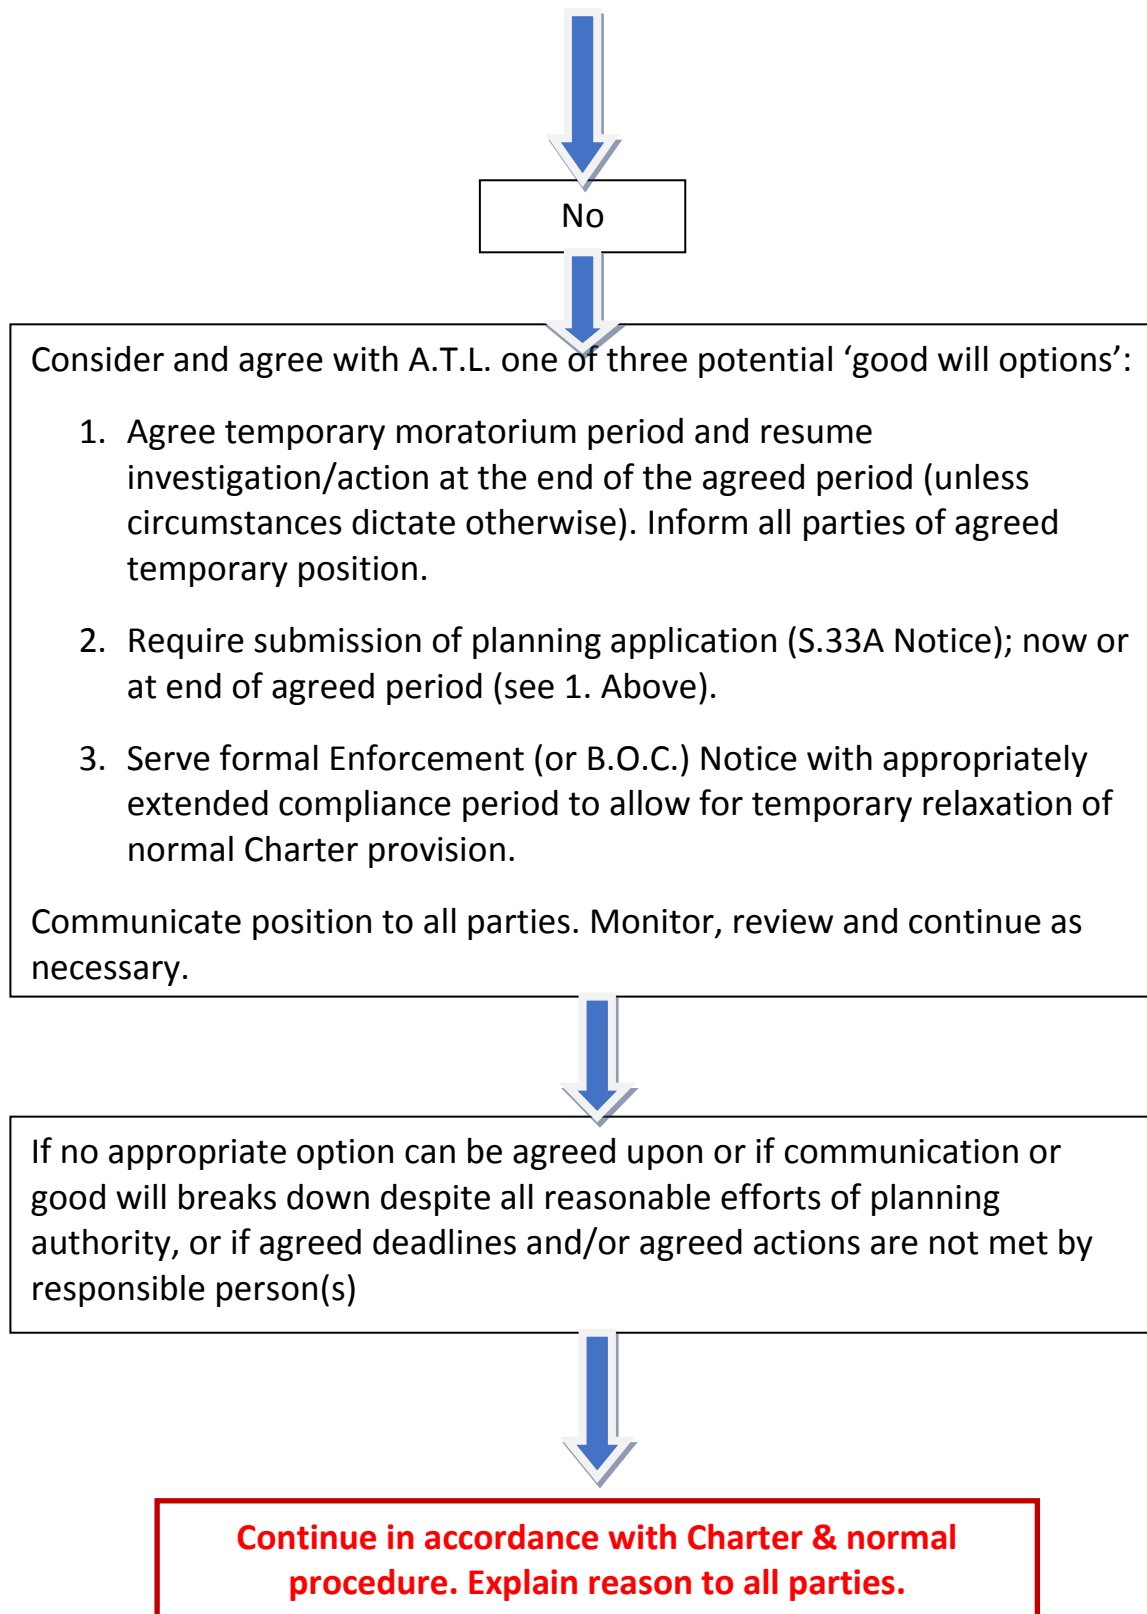 No
Consider and agree with A.T.L. one of three potential ‘good will options’:
1. Agree temporary moratorium period and resume
investigation/action at the end of the agreed period (unless
circumstances dictate otherwise). Inform all parties of agreed
temporary position.
2. Require submission of planning application (S.33A Notice); now or
at end of agreed period (see 1. Above).
3. Serve formal Enforcement (or B.O.C.) Notice with appropriately
extended compliance period to allow for temporary relaxation of
normal Charter provision.
Communicate position to all parties. Monitor, review and continue as
necessary.
If no appropriate option can be agreed upon or if communication or
good will breaks down despite all reasonable efforts of planning
authority, or if agreed deadlines and/or agreed actions are not met by
responsible person(s)
Continue in accordance with Charter & normal
procedure. Explain reason to all parties.